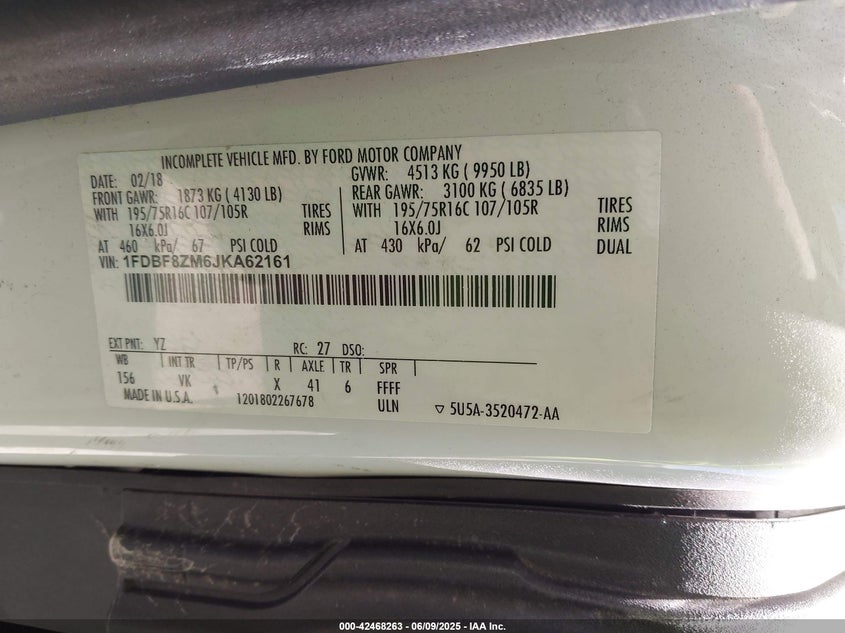 INCOMPLETE VEHICLE MFD. BY FORD MOTOR COMPANY
DATE: 02/18 GVWR: 4513 KG ( 9950 LB)
FRONT GAWR: 1873 KG ( 4130 LB) REAR GAWR: 3100 KG ( 6835 LB)
WITH 195/75R16C 107/105R TIRES WITH 195/75R16C 107/105R TIRES
16X6.0J RIMS 16X6.0J RIMS
AT 460 kPa/ 67 PSI COLD AT 430 kPa/ 62 PSI COLD DUAL
VIN: 1FDBF8ZM6JKA62161
EXT PNT: YZ RC: 27 DSO:
WB INT TR TP/PS R AXLE TR SPR
156 VK X 41 6 FFFF
MADE IN U.S.A. 1201802267678 ULN ▽ 5U5A-3520472-AA
000-42468263 - 06/09/2025 - IAA Inc.